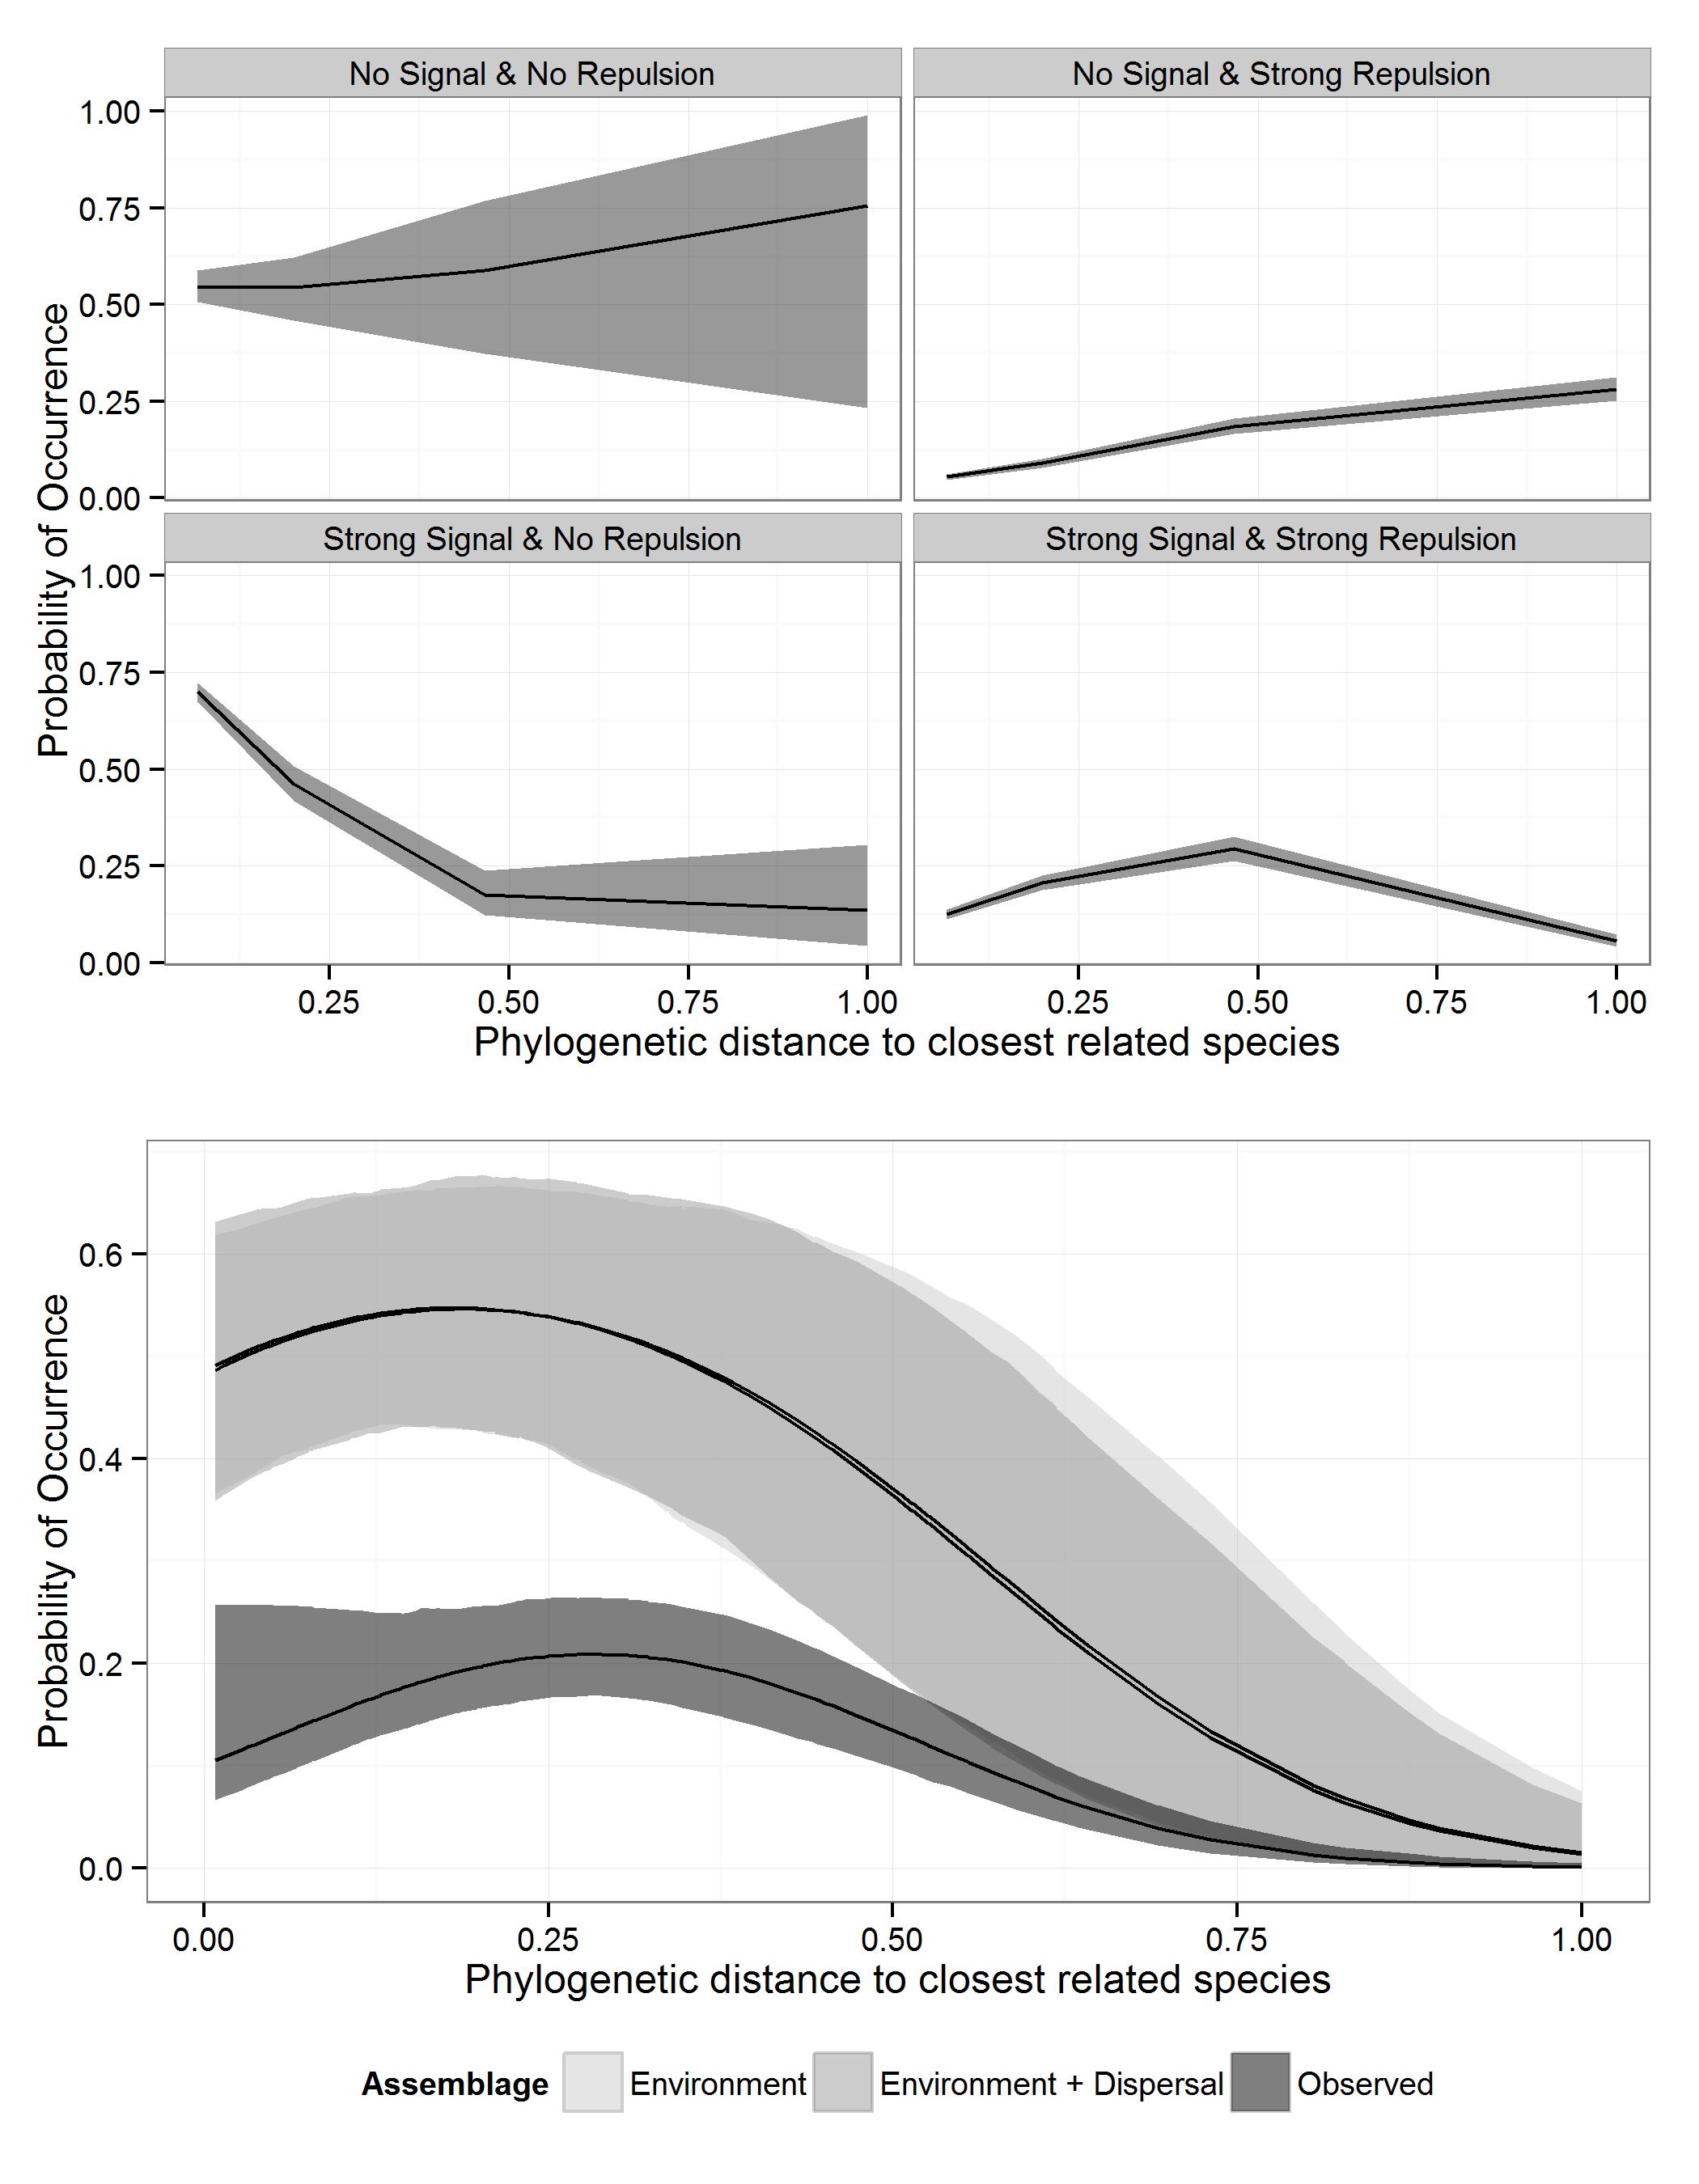 No Signal & No Repulsion
No Signal & Strong Repulsion
1.00
0.75
0.50
0.25
0.00
Strong Signal & No Repulsion
Strong Signal & Strong Repulsion
1.00
0.75
0.50
0.25
0.00
Probability of Occurrence
0.25 0.50 0.75 1.00
0.25 0.50 0.75 1.00
Phylogenetic distance to closest related species
0.6
0.4
0.2
0.0
Probability of Occurrence
0.00 0.25 0.50 0.75 1.00
Phylogenetic distance to closest related species
Assemblage Environment Environment + Dispersal Observed